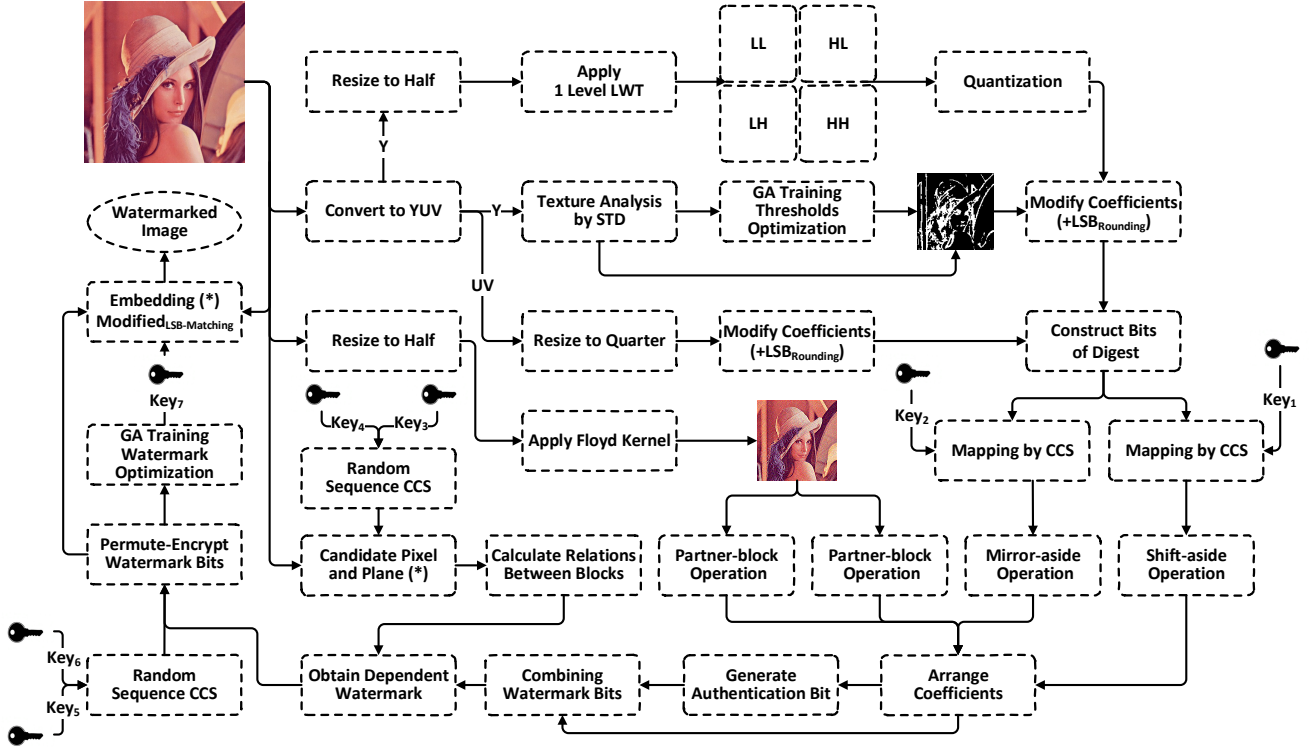 LL
HL
Resize to Half
Apply
1 Level LWT
Quantization
LH
HH
Y
Watermarked
Image
Convert to YUV
Y
Texture Analysis
by STD
GA Training
Thresholds
Optimization
Modify Coefficients
(+LSBRounding)
UV
Embedding (*)
ModifiedLSB-Matching
Resize to Half
Resize to Quarter
Modify Coefficients
(+LSBRounding)
Construct Bits
of Digest
Key7
Key4
Key3
Key2
Key1
GA Training
Watermark
Optimization
Apply Floyd Kernel
Mapping by CCS
Mapping by CCS
Random
Sequence CCS
Permute-Encrypt
Watermark Bits
Candidate Pixel
and Plane (*)
Calculate Relations
Between Blocks
Partner-block
Operation
Partner-block
Operation
Mirror-aside
Operation
Shift-aside
Operation
Key6
Key5
Random
Sequence CCS
Obtain Dependent
Watermark
Combining
Watermark Bits
Generate
Authentication Bit
Arrange
Coefficients